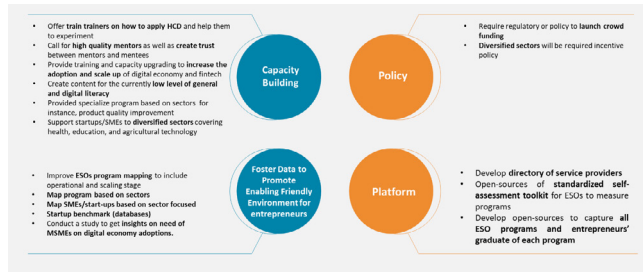 • Offer train trainers on how to apply HCD and help them
to experiment
• Call for high quality mentors as well as create trust
between mentors and mentees
• Provide training and capacity upgrading to increase the
adoption and scale up of digital economy and fintech
• Create content for the currently low level of general
and digital literacy
• Provided specialize program based on sectors for
instance, product quality improvement
• Support startups/SMEs to diversified sectors covering
health, education, and agricultural technology
Capacity
Building
Policy
• Require regulatory or policy to launch crowd
funding
• Diversified sectors will be required incentive
policy
• Improve ESOs program mapping to include
operational and scaling stage
• Map program based on sectors
• Map SMEs/start-ups based on sector focused
• Startup benchmark (databases)
• Conduct a study to get insights on need of
MSMEs on digital economy adoptions.
Foster Data to
Promote
Enabling Friendly
Environment for
entrepreneurs
Platform
• Develop directory of service providers
• Open-sources of standardized self-
assessment toolkit for ESOs to measure
programs
• Develop open-sources to capture all
ESO programs and entrepreneurs'
graduate of each program